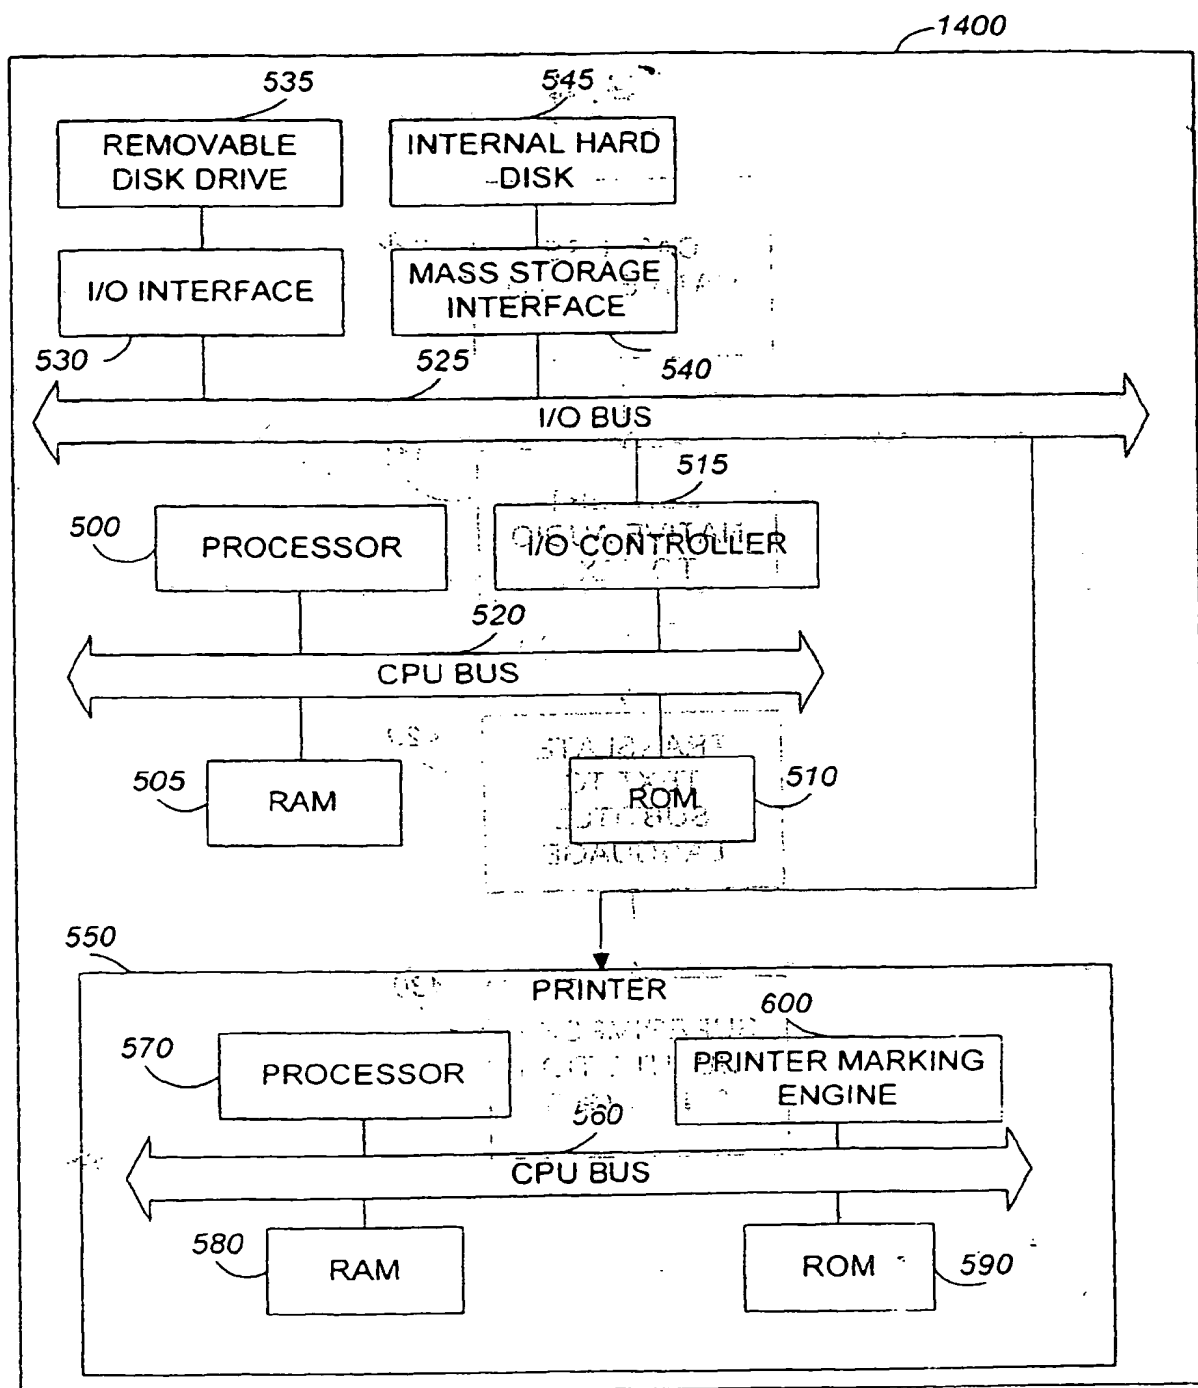 1400
535
545
REMOVABLE
DISK DRIVE
INTERNAL HARD
DISK
I/O INTERFACE
MASS STORAGE
INTERFACE
530
525
540
I/O BUS
515
500
PROCESSOR
I/O CONTROLLER
520
CPU BUS
505
RAM
ROM
510
550
PRINTER
600
570
PROCESSOR
PRINTER MARKING
ENGINE
560
CPU BUS
580
RAM
ROM
590